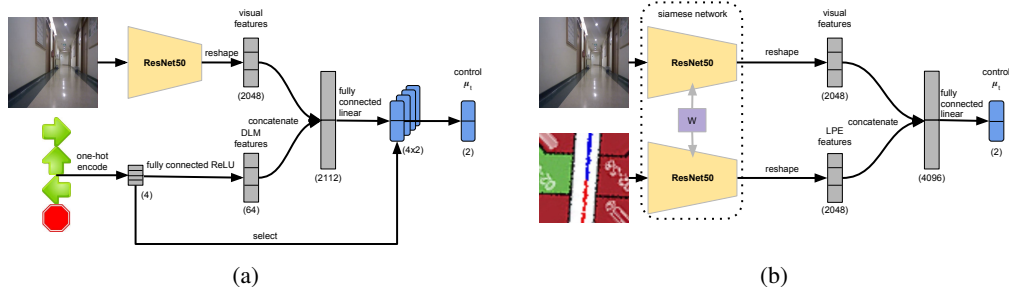 visual
features
ResNet50
reshape
(2048)
concatenate
DLM
features
one-hot
encode
fully connected ReLU
(4)
(64)
(2112)
fully
connected
linear
(4x2)
control
μt
(2)
select
(a)
siamese network
ResNet50
W
ResNet50
reshape
reshape
visual
features
(2048)
concatenate
LPE
features
(2048)
(4096)
fully
connected
linear
control
μt
(2)
(b)